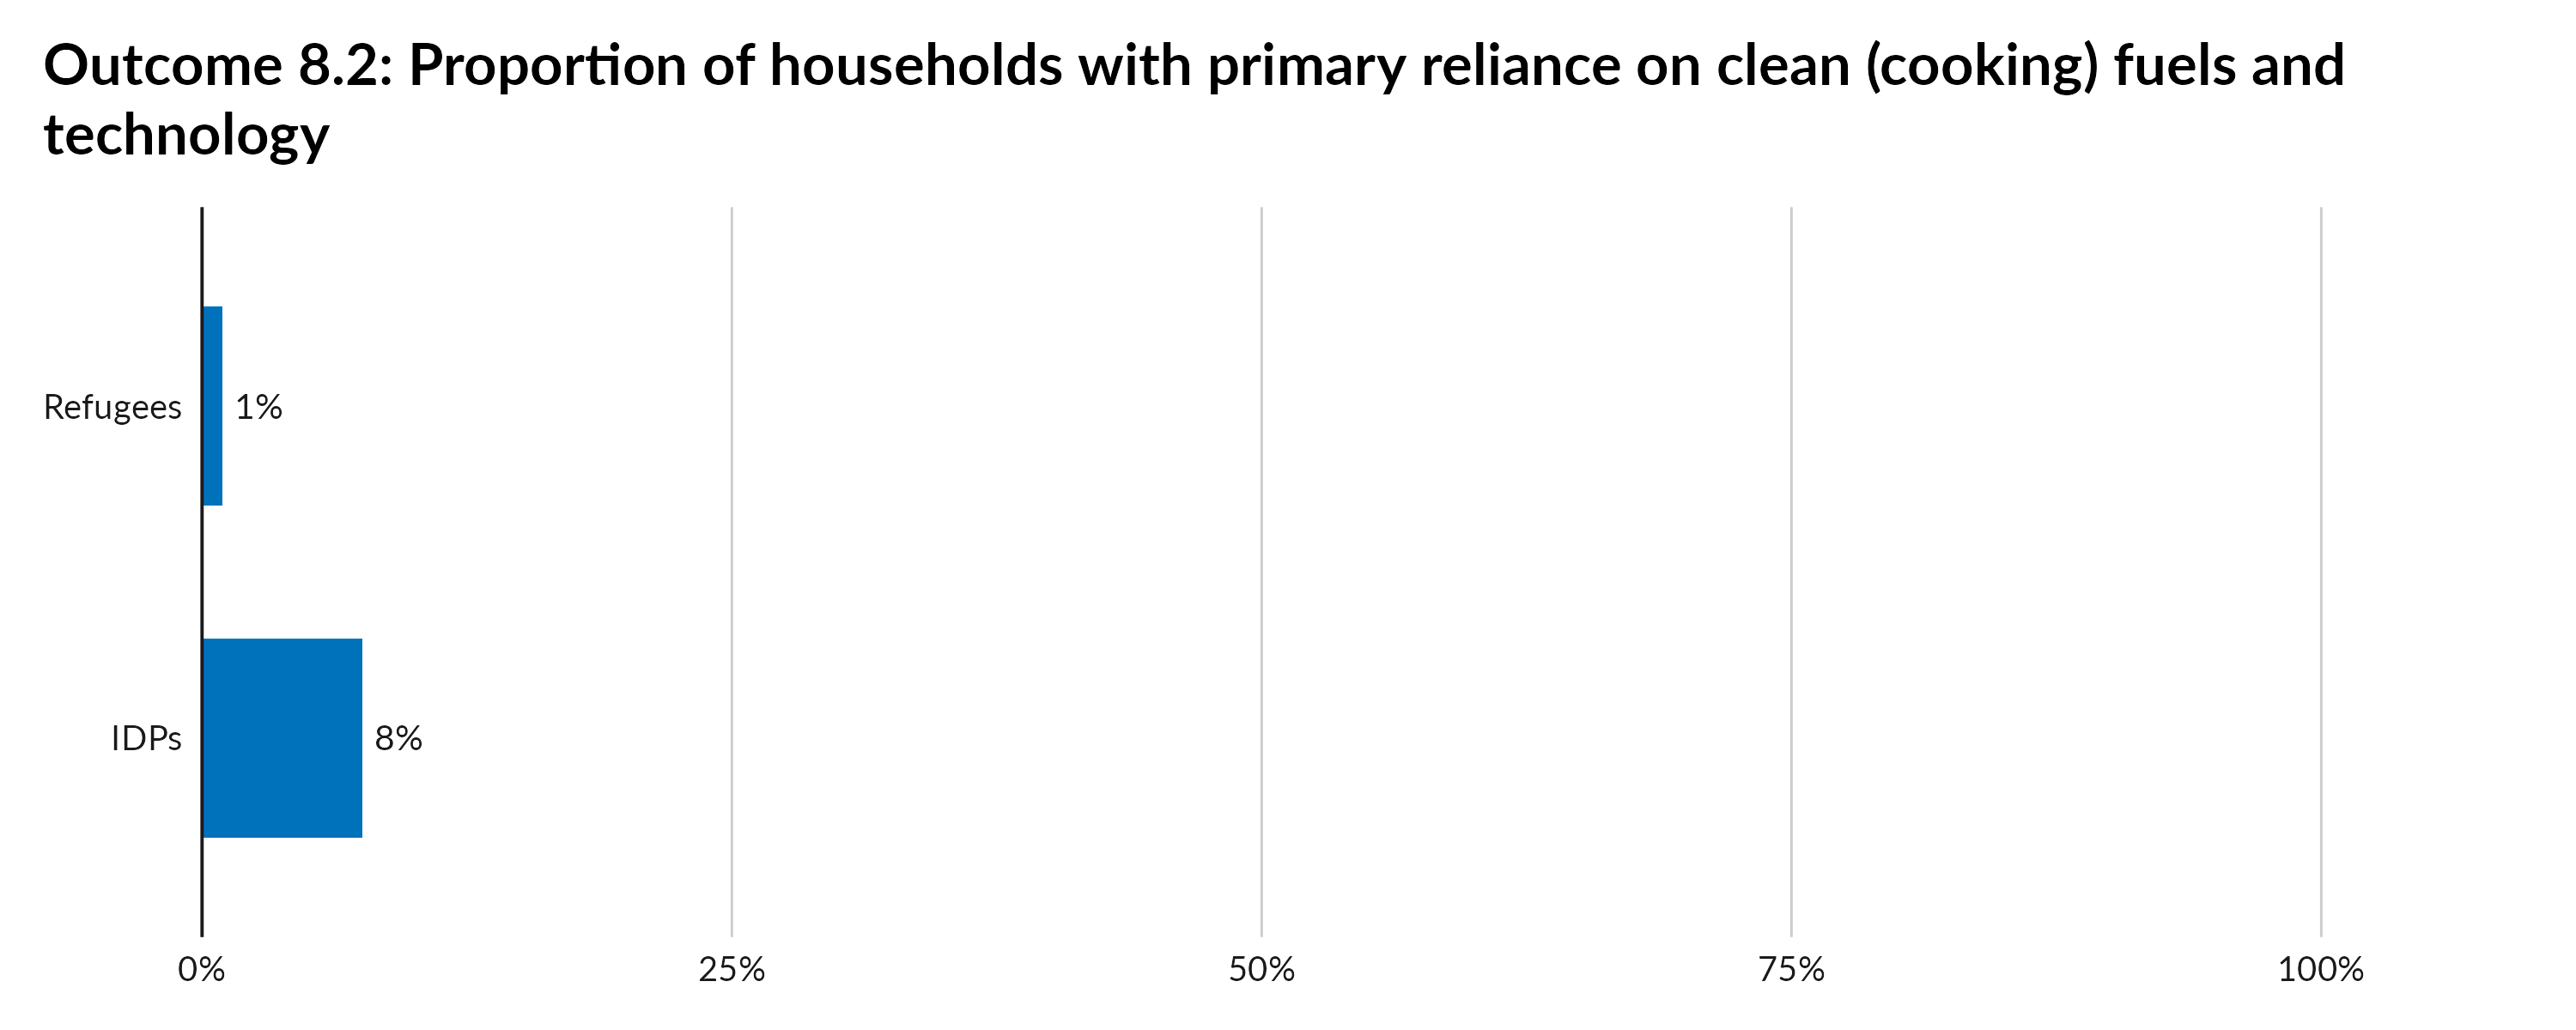 Outcome 8.2: Proportion of households with primary reliance on clean (cooking) fuels and
technology
Refugees 1%
IDPs 8%
0% 25% 50% 75% 100%